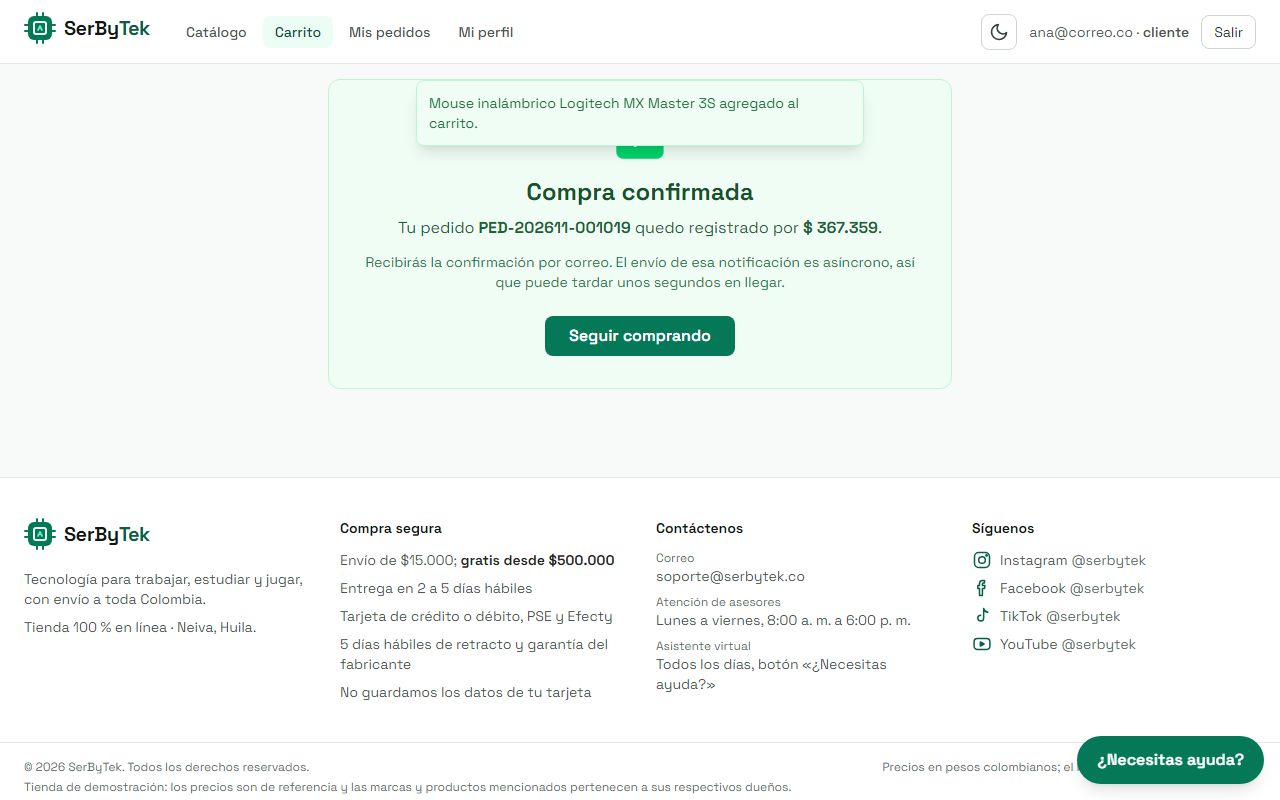 SerByTek
Catálogo
Carrito
Mis pedidos
Mi perfil
ana@correo.co · cliente
Salir
Mouse inalámbrico Logitech MX Master 3S agregado al
carrito.
Compra confirmada
Tu pedido PED-202611-001019 quedo registrado por $ 367.359.
Recibirás la confirmación por correo. El envío de esa notificación es asíncrono, así
que puede tardar unos segundos en llegar.
Seguir comprando
SerByTek
Tecnología para trabajar, estudiar y jugar,
con envío a toda Colombia.
Tienda 100 % en línea · Neiva, Huila.
Compra segura
Envío de $15.000; gratis desde $500.000
Entrega en 2 a 5 días hábiles
Tarjeta de crédito o débito, PSE y Efecty
5 días hábiles de retracto y garantía del
fabricante
No guardamos los datos de tu tarjeta
Contáctenos
Correo
soporte@serbytek.co
Atención de asesores
Lunes a viernes, 8:00 a. m. a 6:00 p. m.
Asistente virtual
Todos los días, botón «¿Necesitas
ayuda?»
Síguenos
Instagram @serbytek
Facebook @serbytek
TikTok @serbytek
YouTube @serbytek
© 2026 SerByTek. Todos los derechos reservados.
Precios en pesos colombianos; el
¿Necesitas ayuda?
Tienda de demostración: los precios son de referencia y las marcas y productos mencionados pertenecen a sus respectivos dueños.